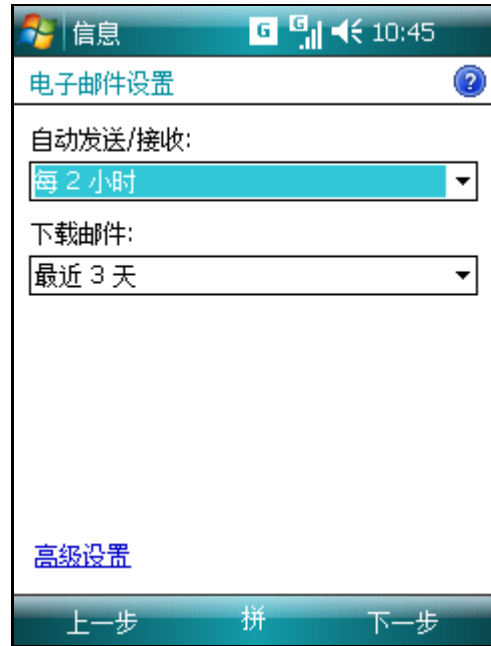 信息 G G 10:45
电子邮件设置 ?
自动发送/接收:
每 2 小时
下载邮件:
最近 3 天
高级设置
上一步 拼 下一步